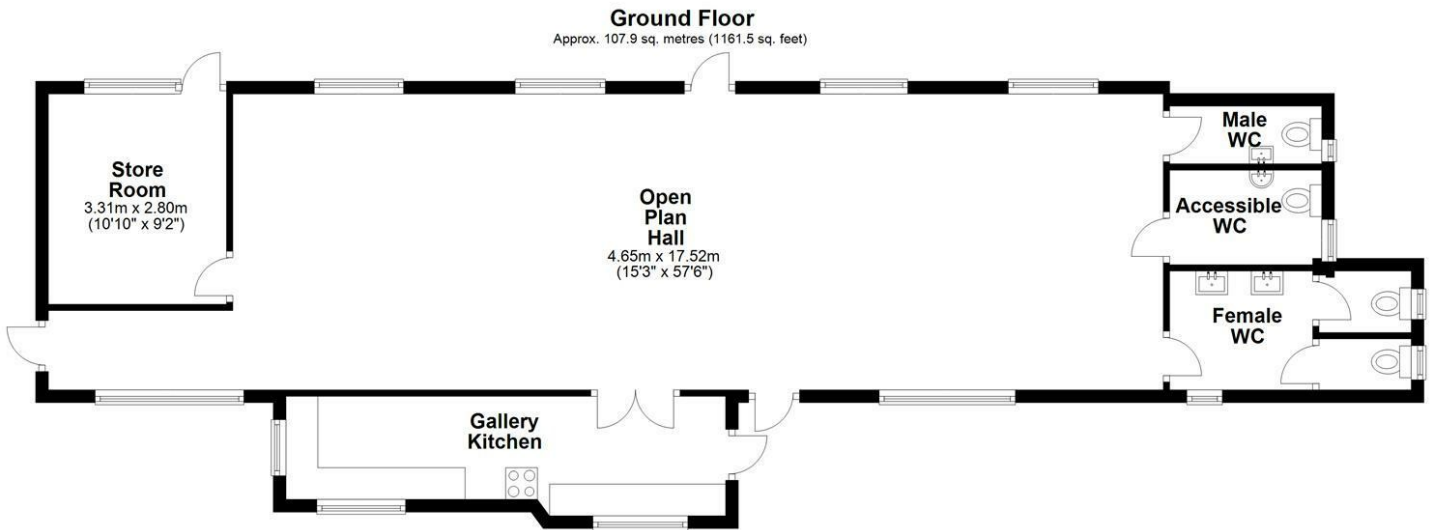 Ground Floor
Approx. 107.9 sq. metres (1161.5 sq. feet)
Store
Room
3.31m x 2.80m
(10'10" x 9'2")
Open
Plan
Hall
4.65m x 17.52m
(15'3" x 57'6")
Male
WC
Accessible
WC
Female
WC
Gallery
Kitchen